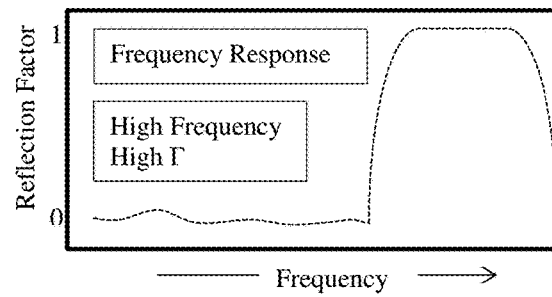 1
Frequency Response
High Frequency
High Γ
Reflection Factor
0
Frequency